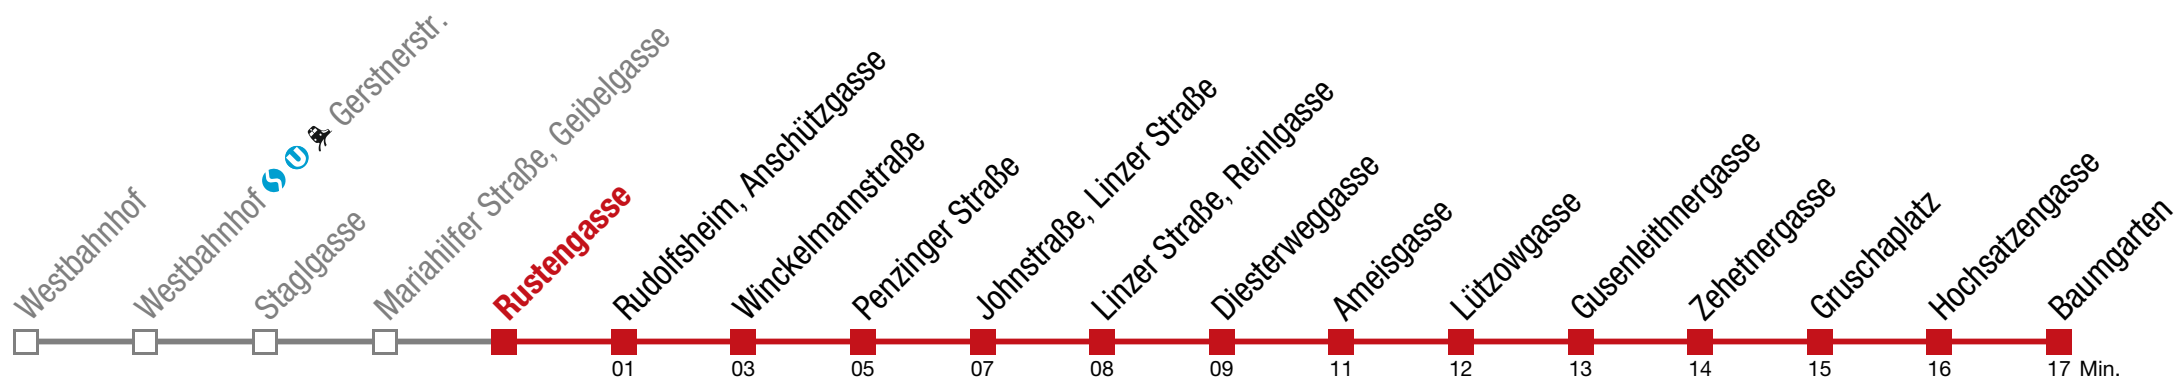 Westbahnhof
Westbahnhof Gerstnerstr.
Staglgasse
Mariahilfer Straße, Geibelgasse
Rustengasse
Rudolfsheim, Anschützgasse
Winckelmannstraße
Penzinger Straße
Johnstraße, Linzer Straße
Linzer Straße, Reinlgasse
Diesterweggasse
Ameisgasse
Lützowgasse
Gusenleithnergasse
Zehetnergasse
Gruschaplatz
Hochsatzengasse
Baumgarten
01 03 05 07 08 09 11 12 13 14 15 16 17 Min.